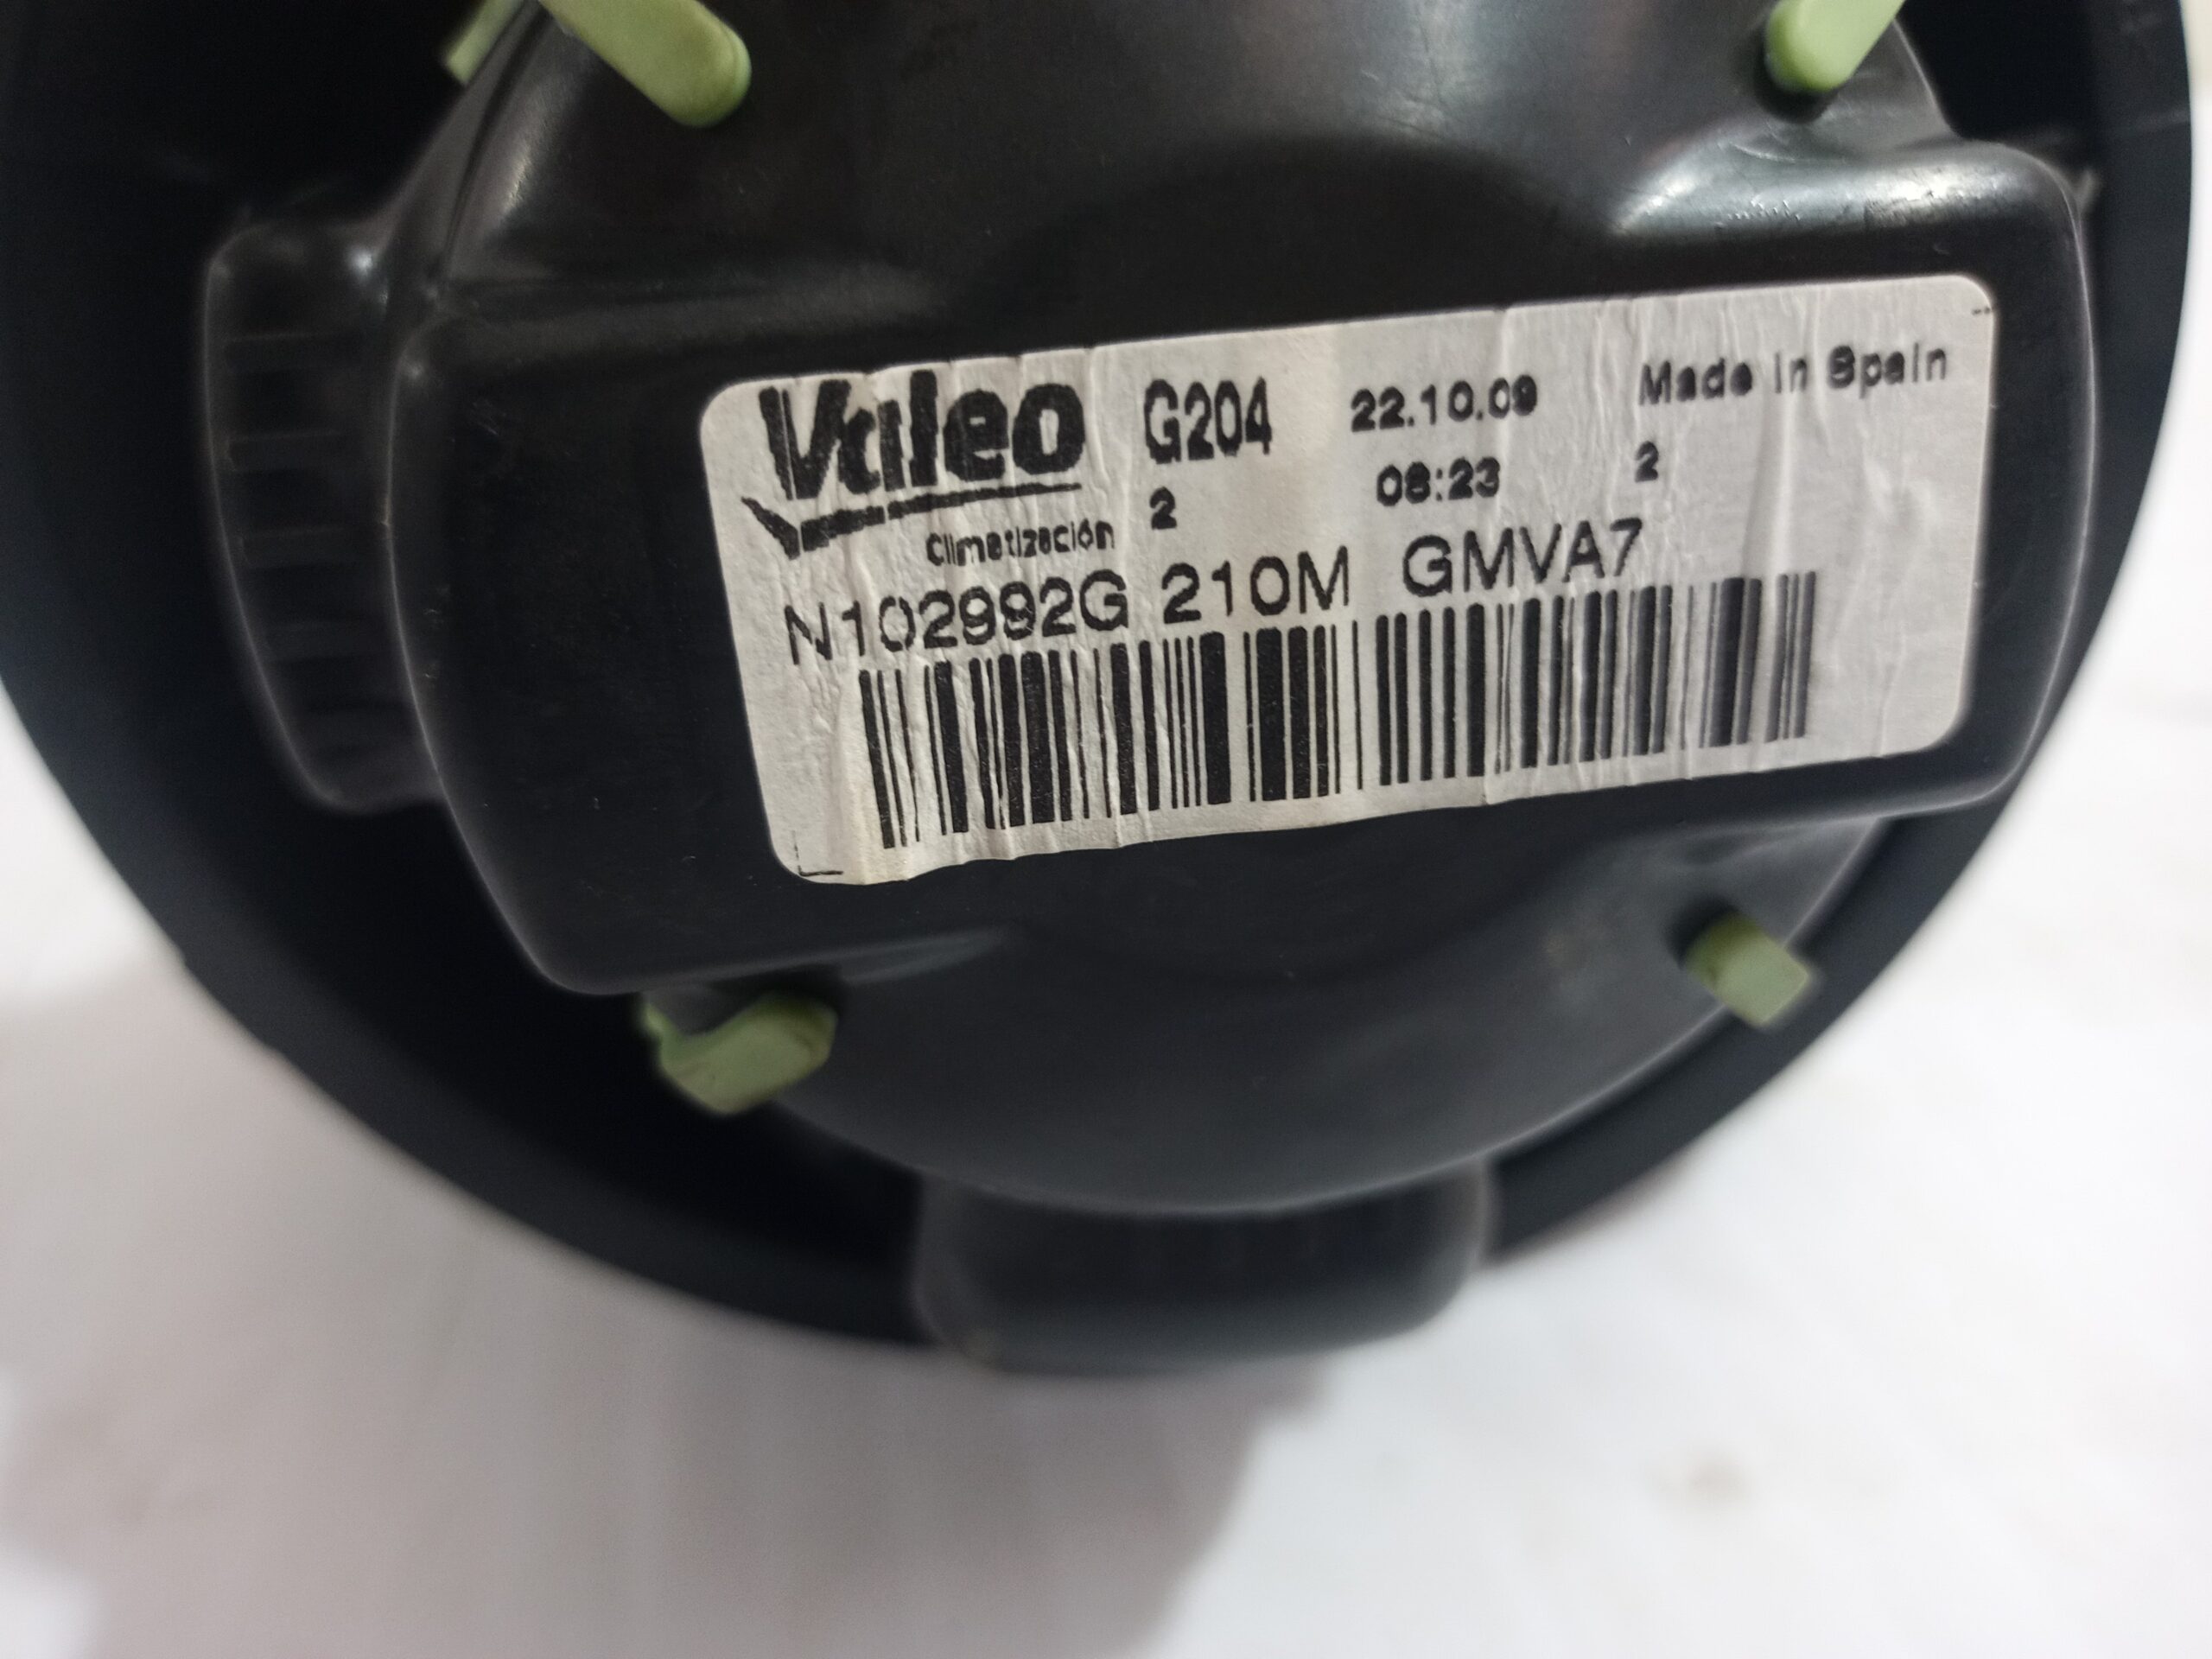 Valeo G204 22.10.09 Made in Spain
Climatización 2 08:23 2
N102992G 210M GMVA7